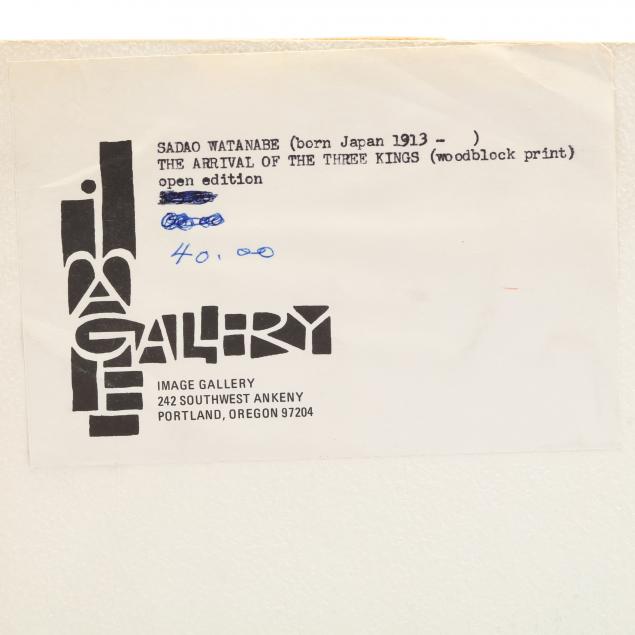 SADAO WATANABE (born Japan 1913 - )
THE ARRIVAL OF THE THREE KINGS (woodblock print)
open edition
40.00
IMAGE
GALLERY
IMAGE GALLERY
242 SOUTHWEST ANKENY
PORTLAND, OREGON 97204